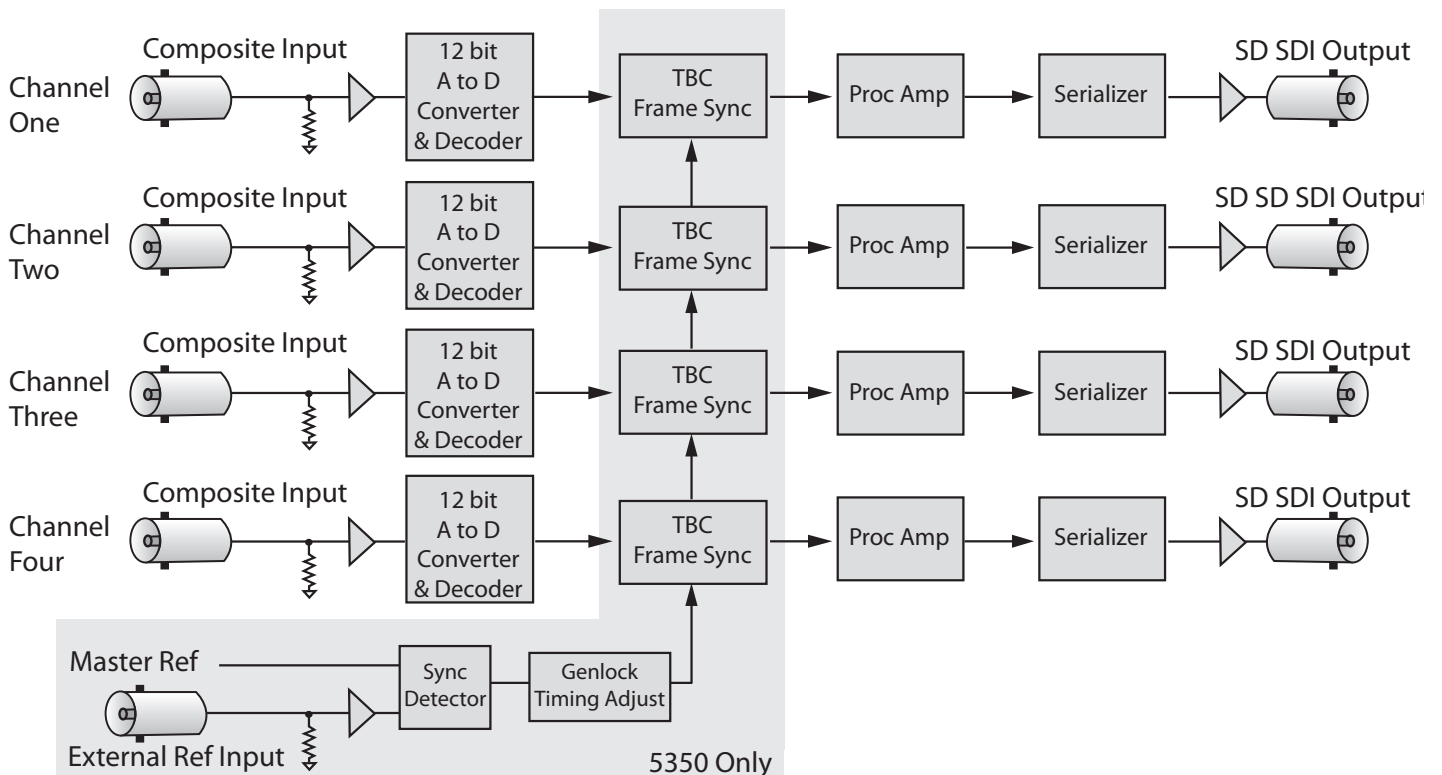 Composite Input
12 bit
A to D
Converter
& Decoder
TBC
Frame Sync
Proc Amp
Serializer
SD SDI Output
Channel
One
Composite Input
12 bit
A to D
Converter
& Decoder
TBC
Frame Sync
Proc Amp
Serializer
SD SD SDI Output
Channel
Two
Composite Input
12 bit
A to D
Converter
& Decoder
TBC
Frame Sync
Proc Amp
Serializer
SD SDI Output
Channel
Three
Composite Input
12 bit
A to D
Converter
& Decoder
TBC
Frame Sync
Proc Amp
Serializer
SD SDI Output
Channel
Four
Master Ref
Sync
Detector
Genlock
Timing Adjust
External Ref Input
5350 Only